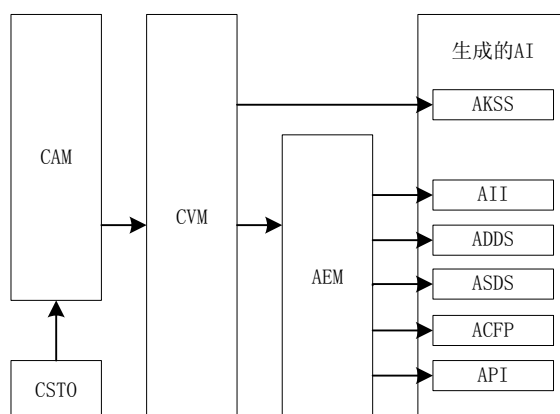 生成的AI
AKSS
CAM
CVM
AII
ADDS
AEM
ASDS
ACFP
CSTO
API